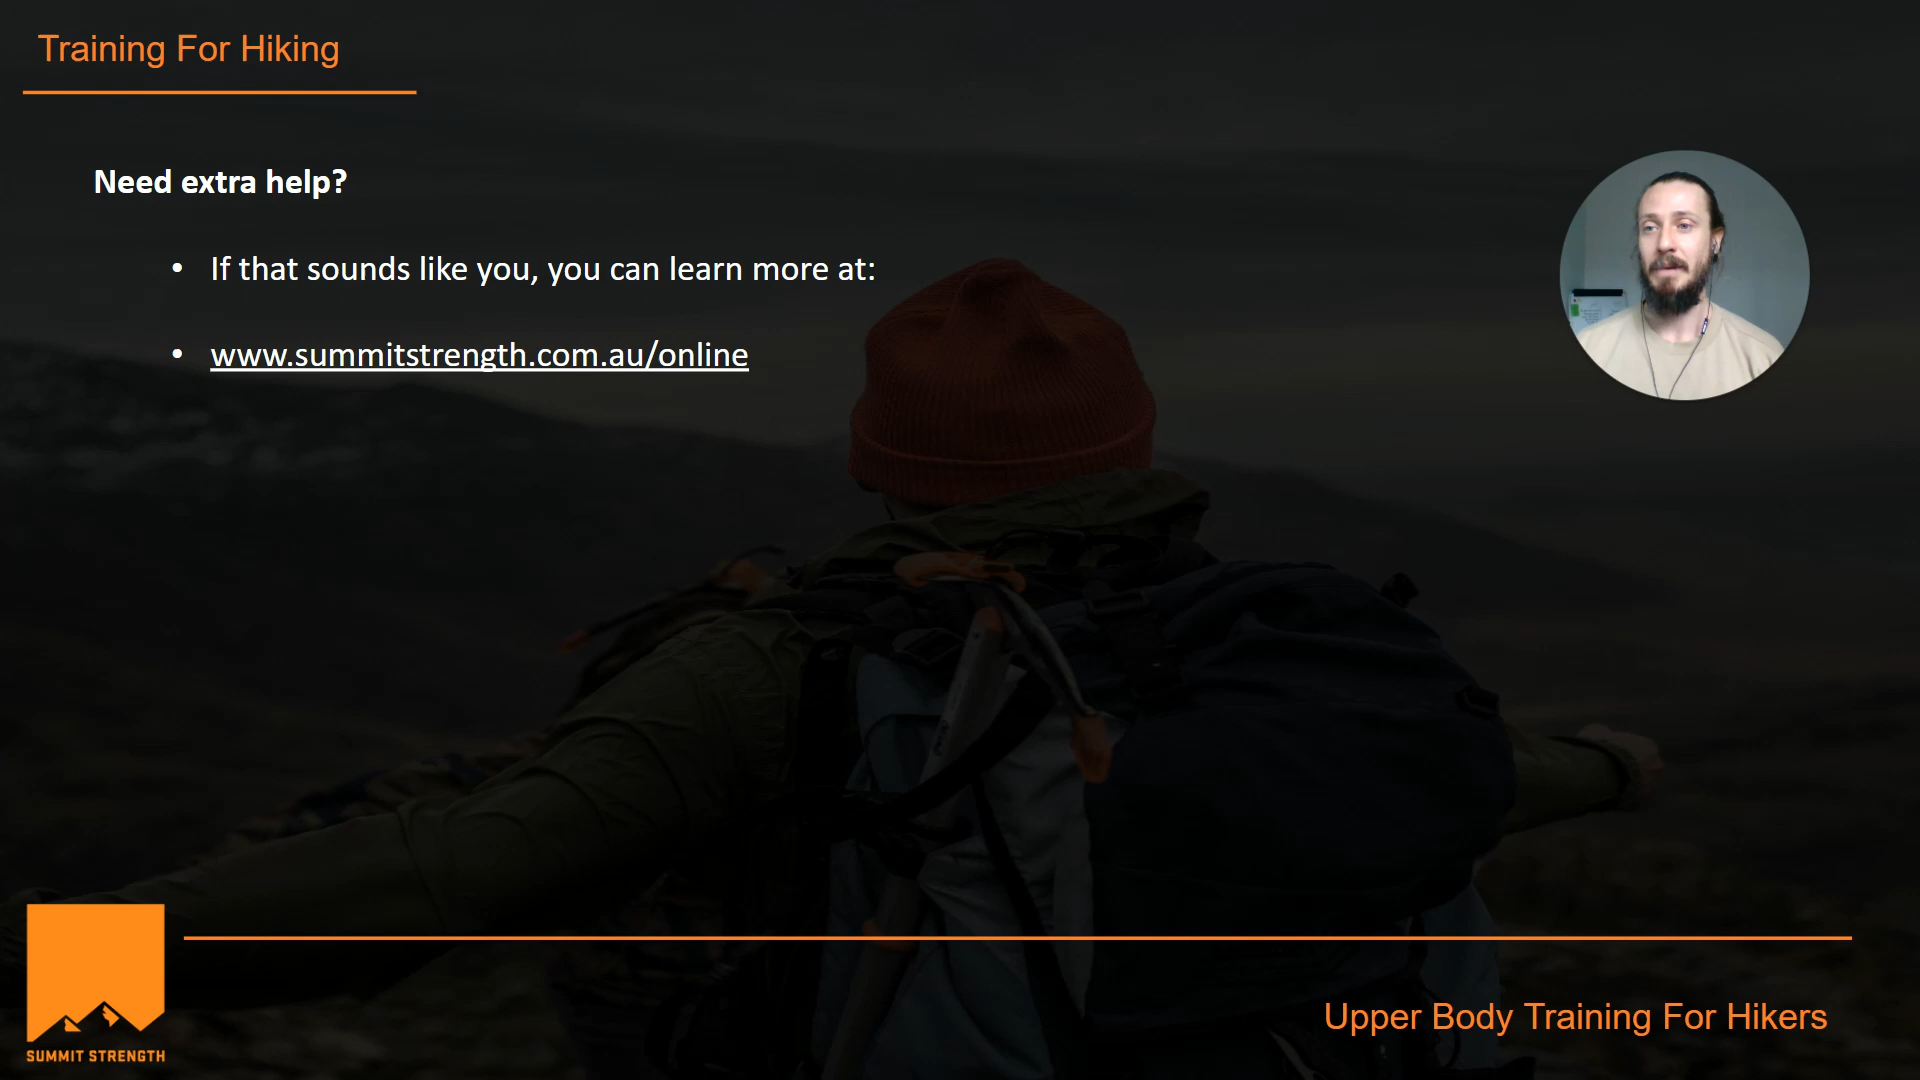 Training For Hiking
Need extra help?
• If that sounds like you, you can learn more at:
• www.summitstrength.com.au/online
SUMMIT STRENGTH
Upper Body Training For Hikers